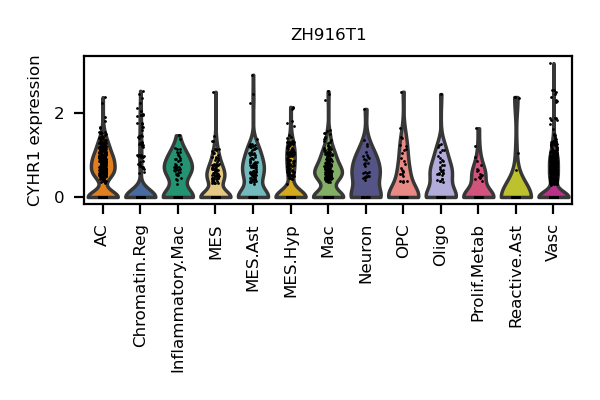 ZH916T1
CYHR1 expression
2
0
AC
Chromatin.Reg
Inflammatory.Mac
MES
MES.Ast
MES.Hyp
Mac
Neuron
OPC
Oligo
Prolif.Metab
Reactive.Ast
Vasc